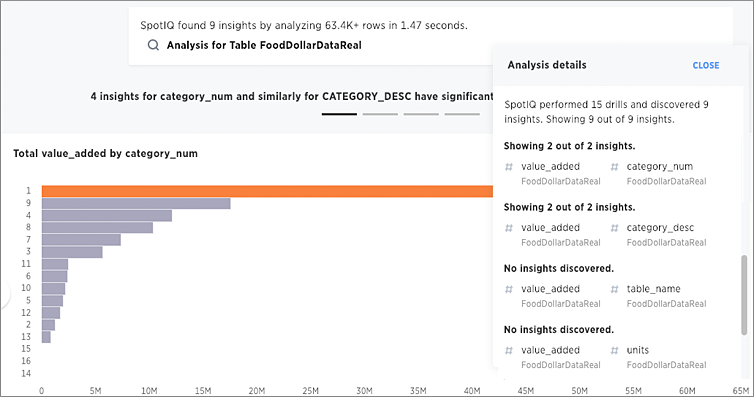 SpotIQ found 9 insights by analyzing 63.4K+ rows in 1.47 seconds.
Analysis for Table FoodDollarDataReal
4 insights for category_num and similarly for CATEGORY_DESC have significant
Total value_added by category_num
1
9
4
8
7
3
11
6
10
5
12
2
13
15
16
14
0 5M 10M 15M 20M 25M 30M 35M 40M 45M 50M 55M 60M 65M
Analysis details
CLOSE
SpotIQ performed 15 drills and discovered 9
insights. Showing 9 out of 9 insights.
Showing 2 out of 2 insights.
# value_added # category_num
FoodDollarDataReal FoodDollarDataReal
Showing 2 out of 2 insights.
# value_added # category_desc
FoodDollarDataReal FoodDollarDataReal
No insights discovered.
# value_added # table_name
FoodDollarDataReal FoodDollarDataReal
No insights discovered.
# value_added # units
FoodDollarDataReal FoodDollarDataReal